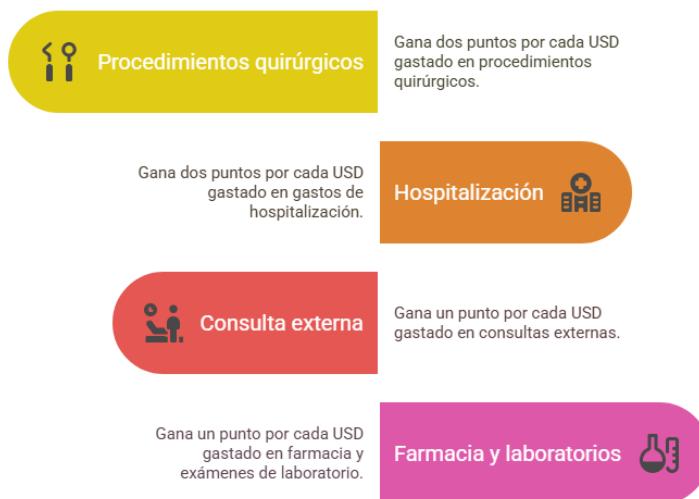 Procedimientos quirúrgicos
Gana dos puntos por cada USD
gastado en procedimientos
quirúrgicos.
Gana dos puntos por cada USD
gastado en gastos de
hospitalización.
Hospitalización
Consulta externa
Gana un punto por cada USD
gastado en consultas externas.
Gana un punto por cada USD
gastado en farmacia y
exámenes de laboratorio.
Farmacia y laboratorios